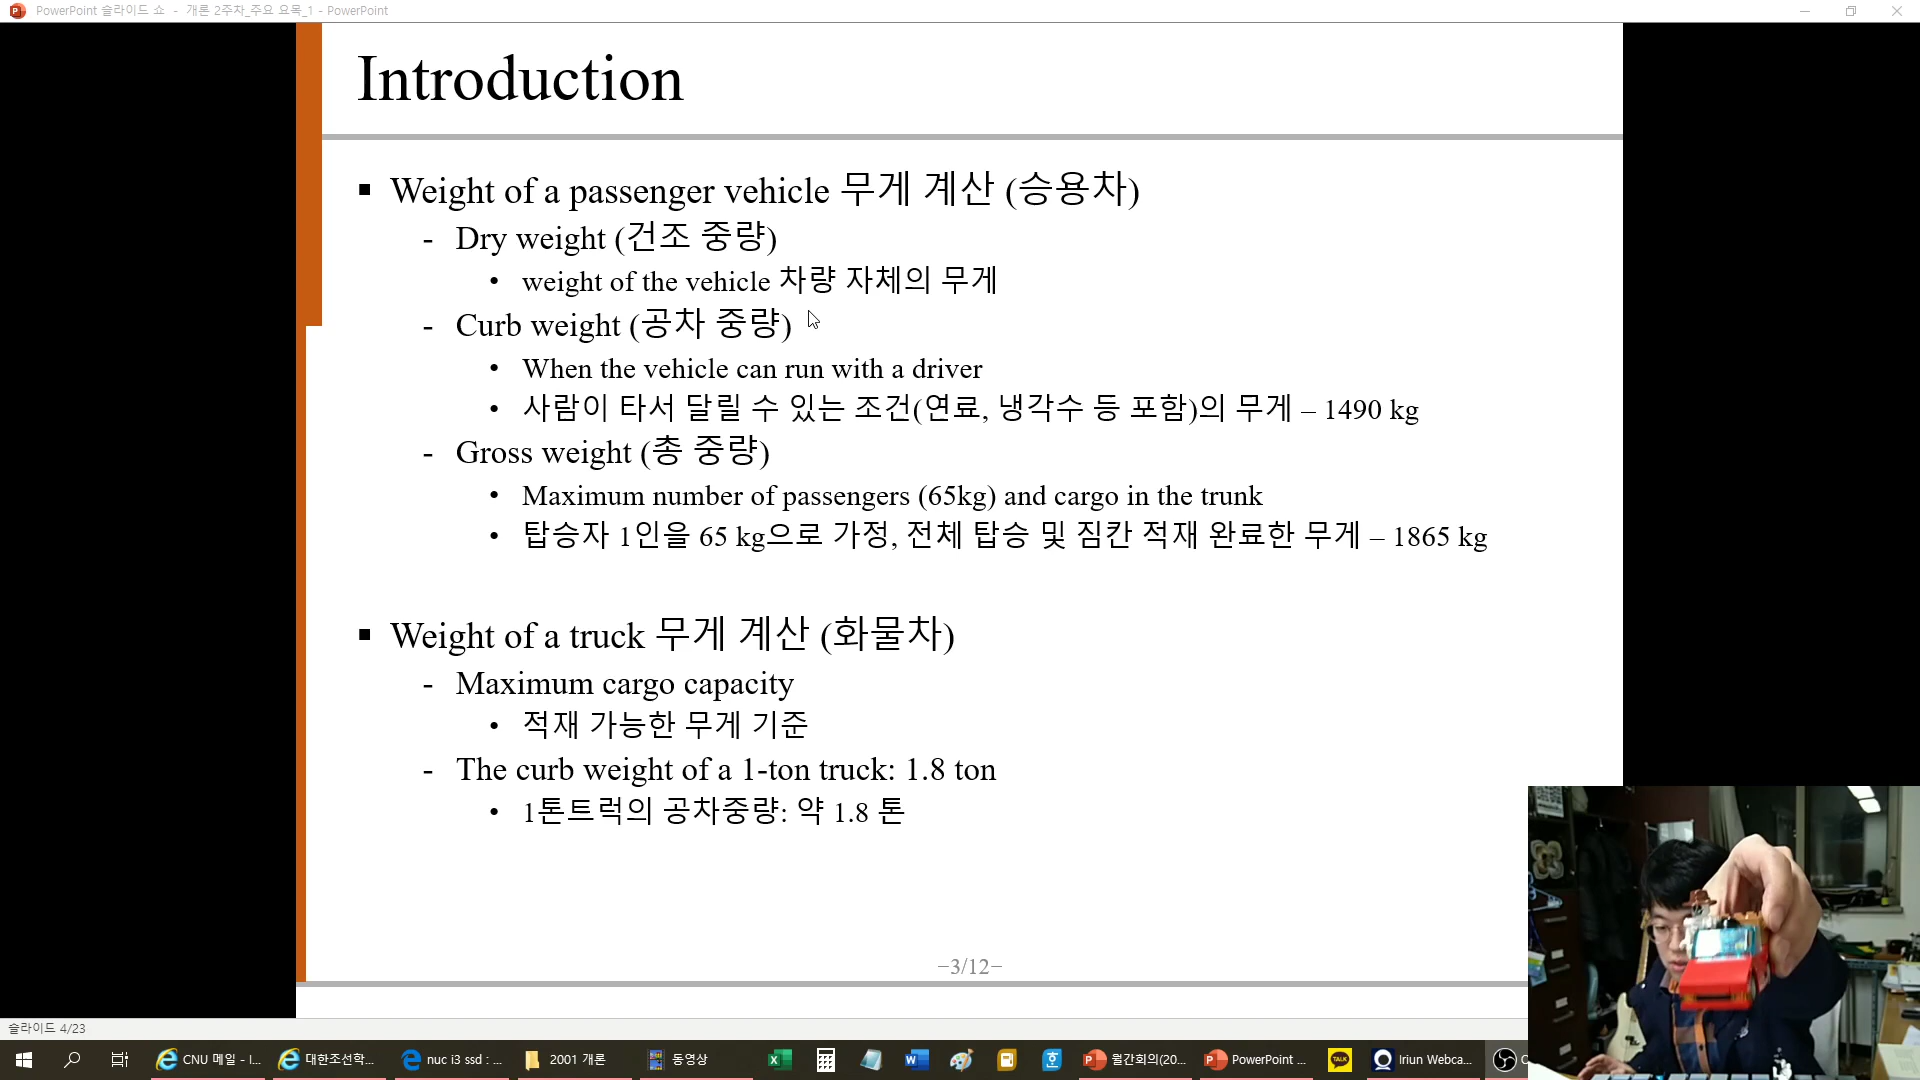 PowerPoint 슬라이드 쇼 - 개론 2주차_주요 요목_1 - PowerPoint
Introduction
▪ Weight of a passenger vehicle 무게 계산 (승용차)
- Dry weight (건조 중량)
• weight of the vehicle 차량 자체의 무게
- Curb weight (공차 중량)
• When the vehicle can run with a driver
• 사람이 타서 달릴 수 있는 조건(연료, 냉각수 등 포함)의 무게 – 1490 kg
- Gross weight (총 중량)
• Maximum number of passengers (65kg) and cargo in the trunk
• 탑승자 1인을 65 kg으로 가정, 전체 탑승 및 짐칸 적재 완료한 무게 – 1865 kg
▪ Weight of a truck 무게 계산 (화물차)
- Maximum cargo capacity
• 적재 가능한 무게 기준
- The curb weight of a 1-ton truck: 1.8 ton
• 1톤트럭의 공차중량: 약 1.8 톤
−3/12−
슬라이드 4/23
CNU 메일 - I... 대한조선학... nuc i3 ssd : ... 2001 개론 동영상 월간회의(20... PowerPoint ... TALK Iriun Webca...